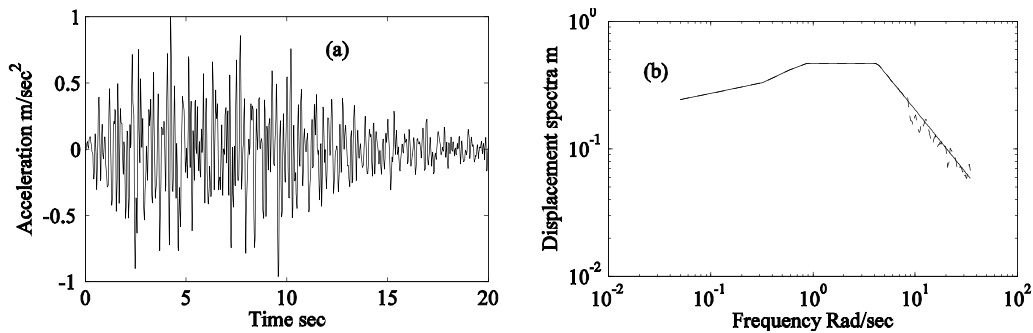 1
0.5
0
-0.5
-1
Acceleration m/sec²
(a)
0 5 10 15 20
Time sec
10⁰
10⁻¹
10⁻²
Displacement spectra m
(b)
10⁻² 10⁻¹ 10⁰ 10¹ 10²
Frequency Rad/sec